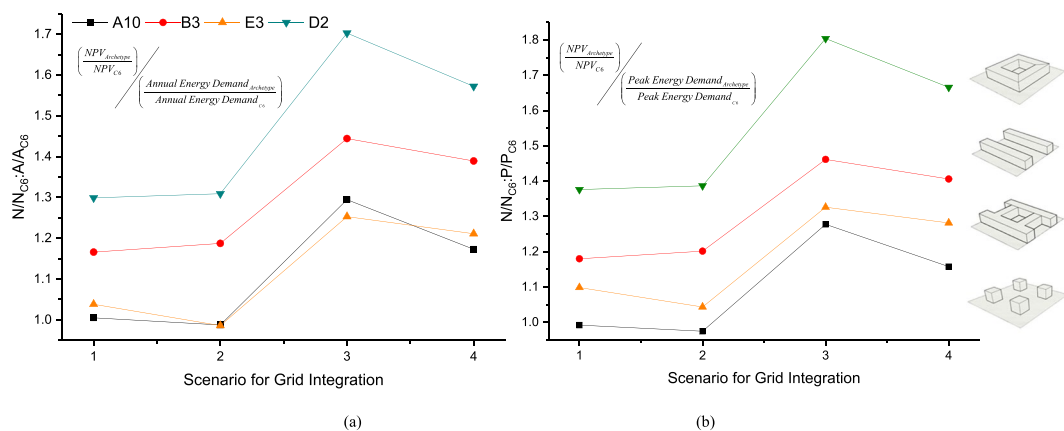 A10 B3 E3 D2
(NPV_Archetype / NPV_C6) / (Annual Energy Demand_Archetype / Annual Energy Demand_C6)
N/N_C6:A/A_C6
1.7
1.6
1.5
1.4
1.3
1.2
1.1
1.0
1 2 3 4
Scenario for Grid Integration
(a)
(NPV_Archetype / NPV_C6) / (Peak Energy Demand_Archetype / Peak Energy Demand_C6)
N/N_C6:P/P_C6
1.8
1.7
1.6
1.5
1.4
1.3
1.2
1.1
1.0
1 2 3 4
Scenario for Grid Integration
(b)